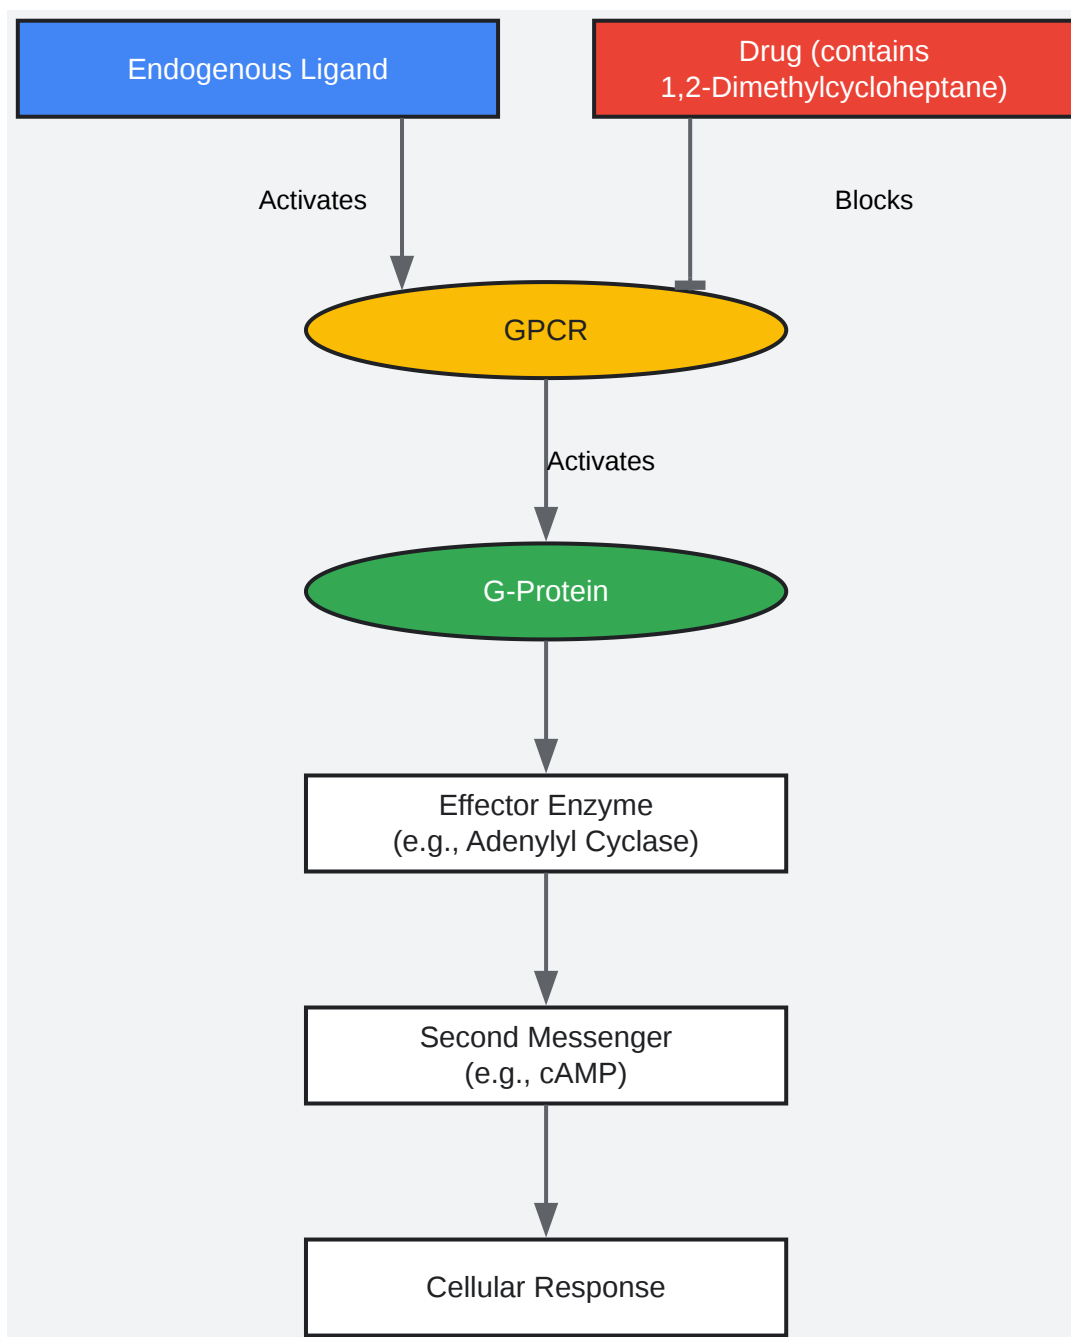 Endogenous Ligand
Drug (contains
1,2-Dimethylcycloheptane)
Activates
Blocks
GPCR
Activates
G-Protein
Effector Enzyme
(e.g., Adenylyl Cyclase)
Second Messenger
(e.g., cAMP)
Cellular Response